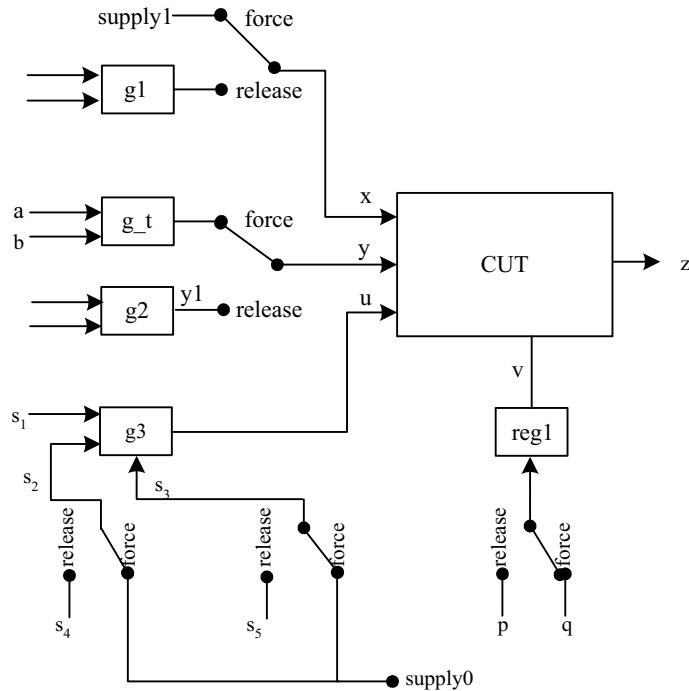 supply1
force
g1
release
a
b
g_t
force
x
y
u
CUT
z
g2
y1
release
v
s₁
g3
reg1
s₂
s₃
release
force
release
force
release
force
s₄
s₅
p
q
supply0